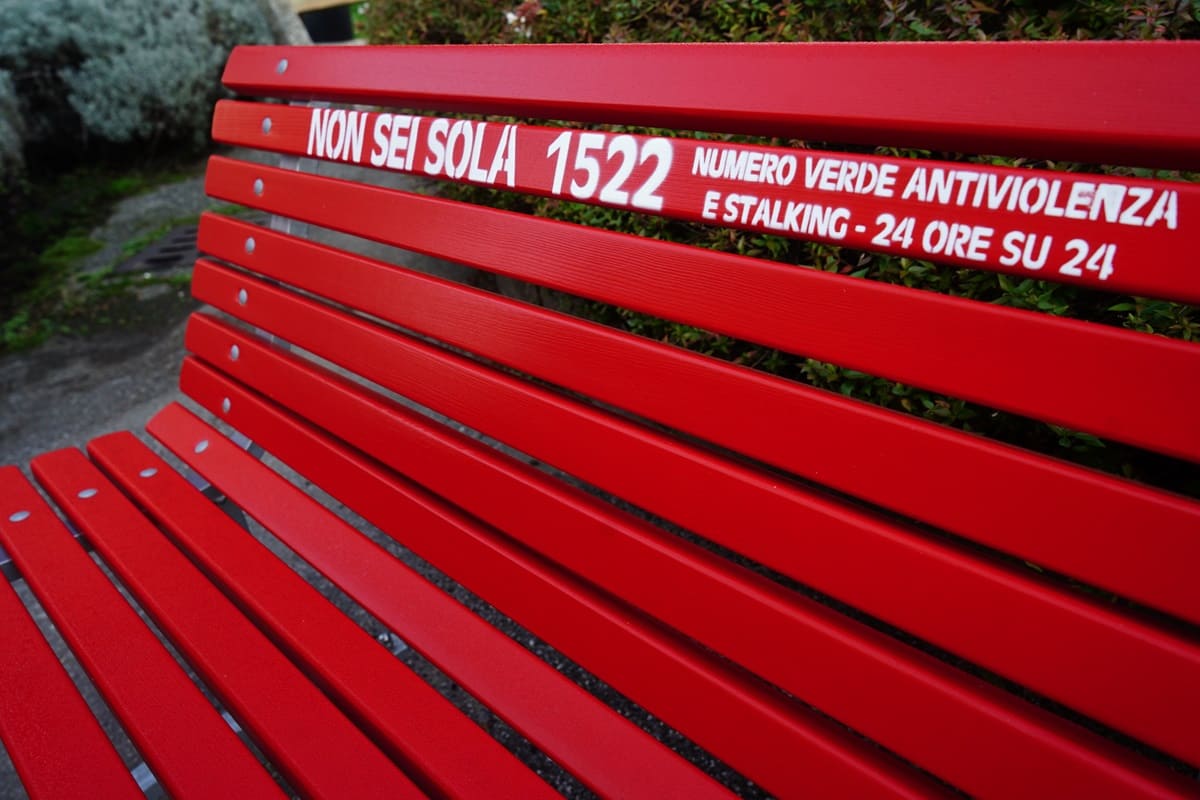 NON SEI SOLA 1522 NUMERO VERDE ANTIVIOLENZA
E STALKING - 24 ORE SU 24